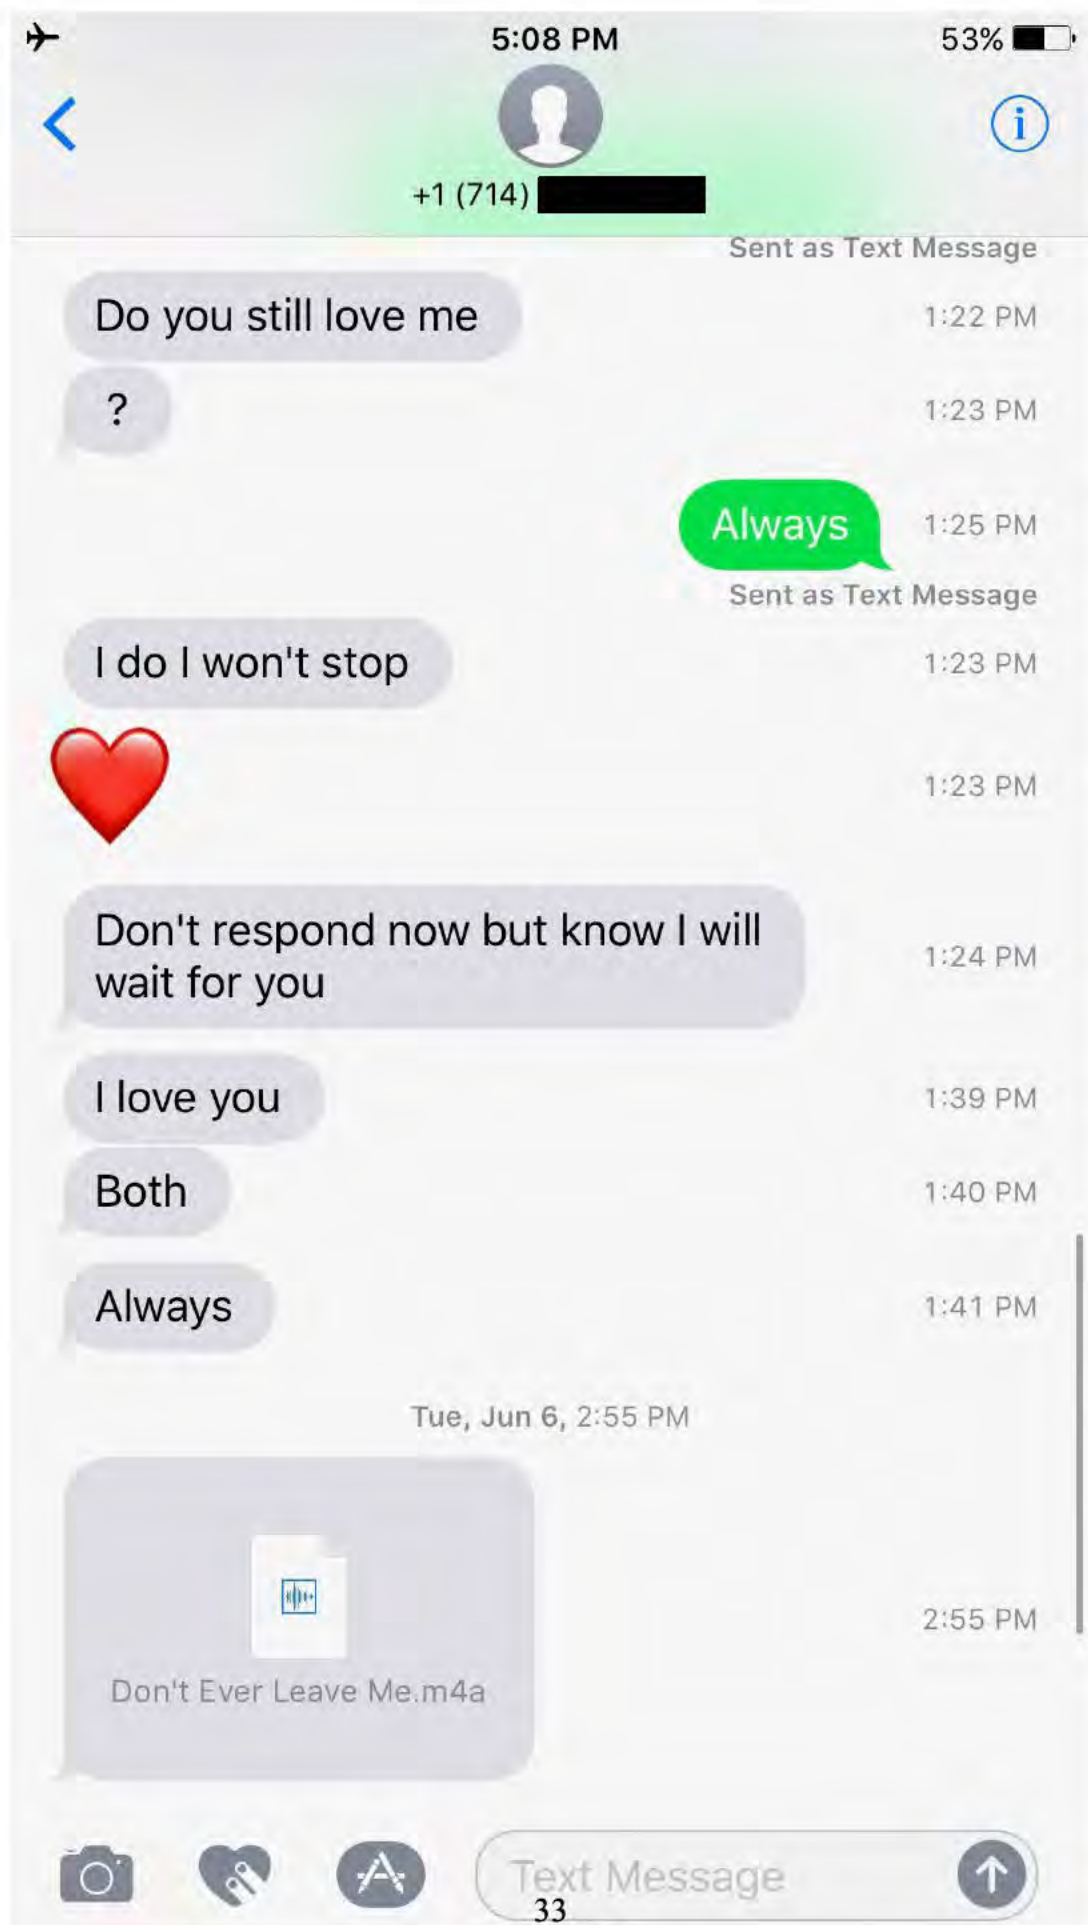 5:08 PM
53%
+1 (714)
Sent as Text Message
Do you still love me
1:22 PM
?
1:23 PM
Always
1:25 PM
Sent as Text Message
I do I won't stop
1:23 PM
1:23 PM
Don't respond now but know I will
wait for you
1:24 PM
I love you
1:39 PM
Both
1:40 PM
Always
1:41 PM
Tue, Jun 6, 2:55 PM
2:55 PM
Don't Ever Leave Me.m4a
Text Message
33